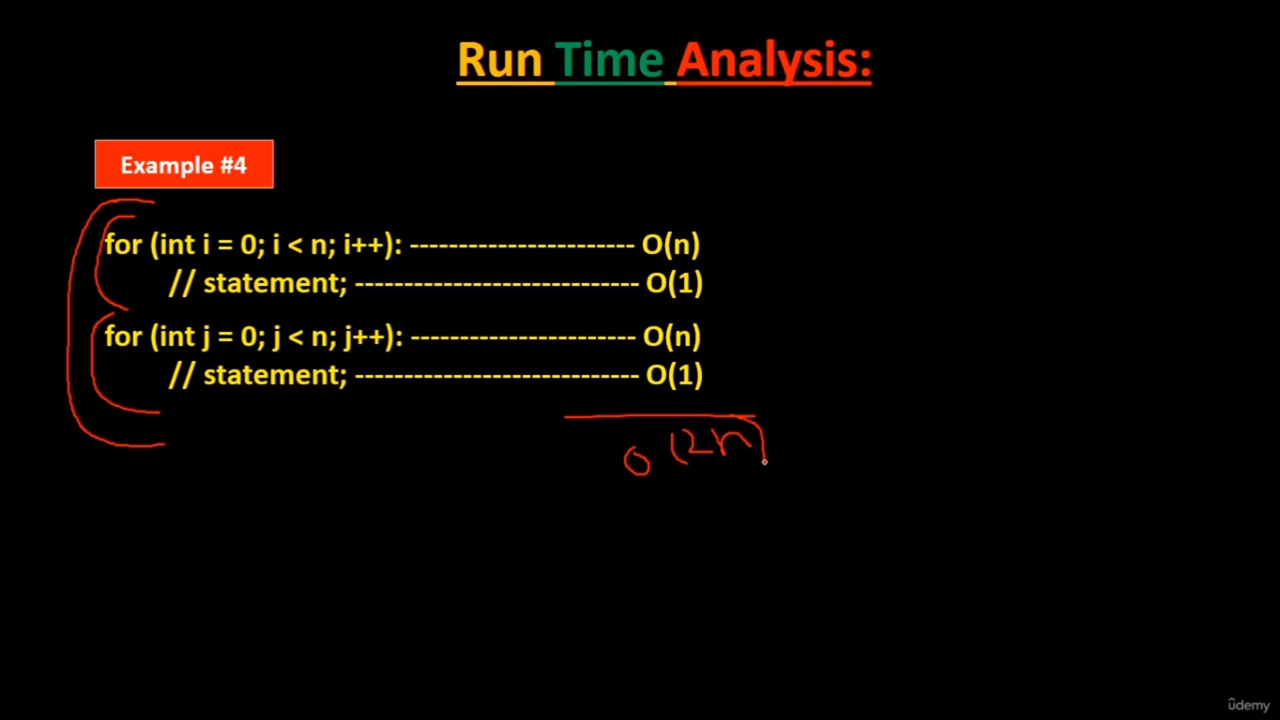 Run Time Analysis:
Example #4
for (int i = 0; i < n; i++): ----------------------- O(n)
// statement; ----------------------------- O(1)
for (int j = 0; j < n; j++): ----------------------- O(n)
// statement; ----------------------------- O(1)
O(2n)
ûdemy